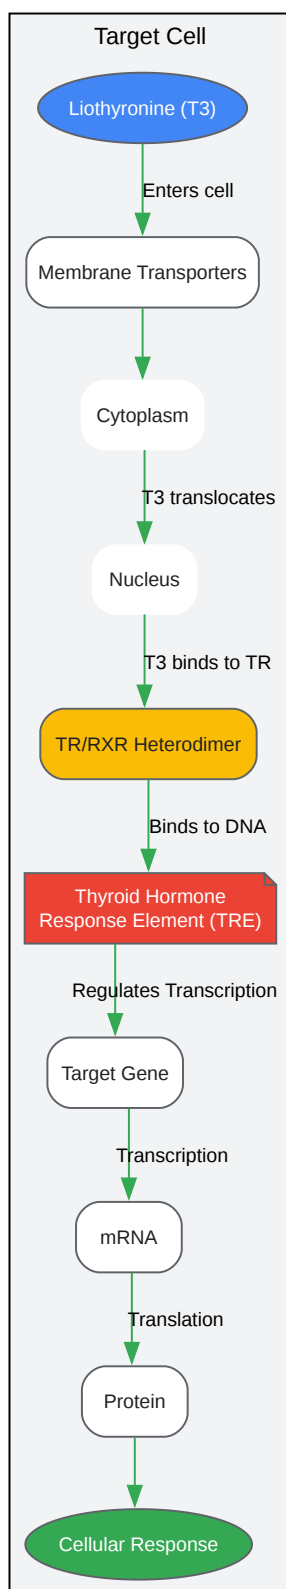 Target Cell
Liothyronine (T3)
Enters cell
Membrane Transporters
Cytoplasm
T3 translocates
Nucleus
T3 binds to TR
TR/RXR Heterodimer
Binds to DNA
Thyroid Hormone
Response Element (TRE)
Regulates Transcription
Target Gene
Transcription
mRNA
Translation
Protein
Cellular Response